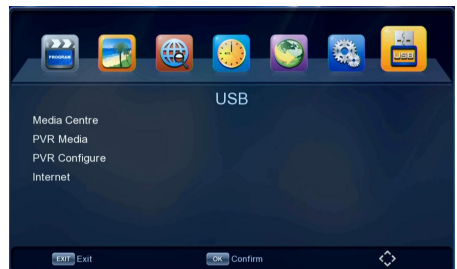 PROGRAM
USB
USB
Media Centre
PVR Media
PVR Configure
Internet
EXIT Exit
OK Confirm